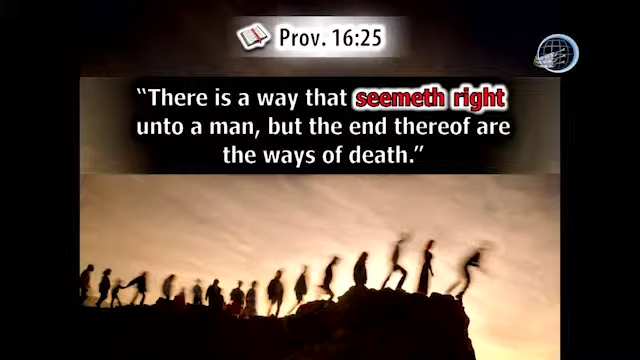 Prov. 16:25
“There is a way that seemeth right
unto a man, but the end thereof are
the ways of death.”